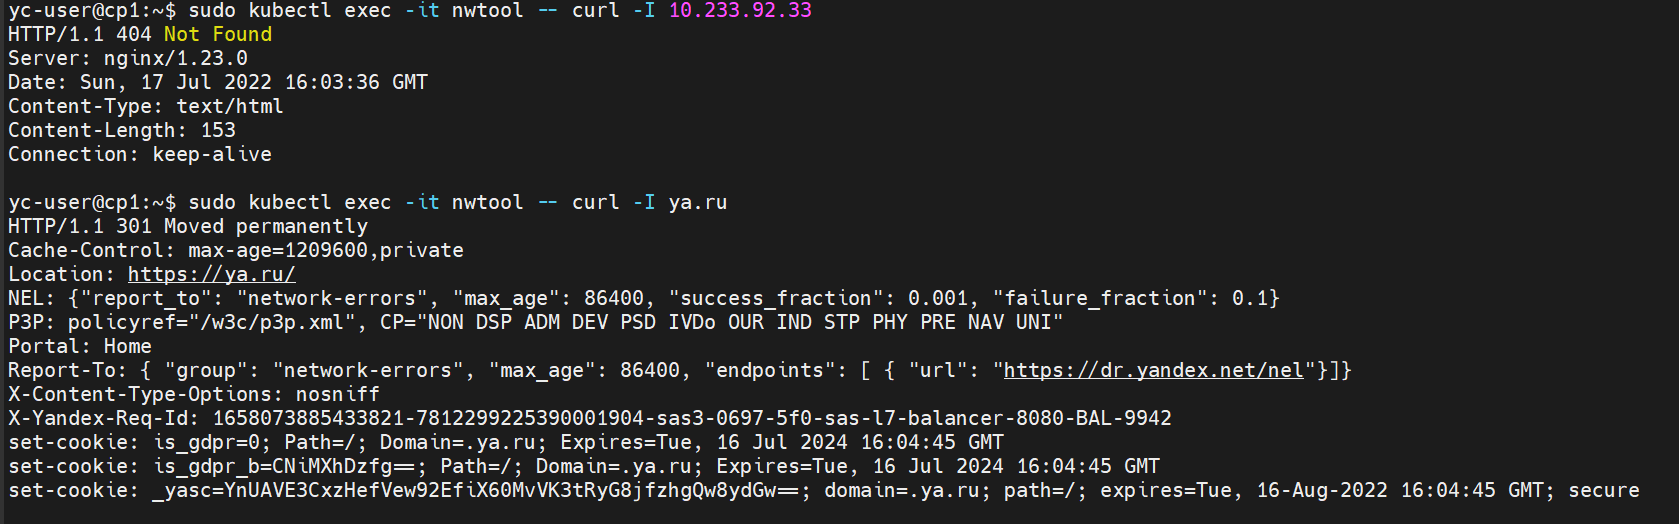 yc-user@cp1:~$ sudo kubectl exec -it nwtool -- curl -I 10.233.92.33
HTTP/1.1 404 Not Found
Server: nginx/1.23.0
Date: Sun, 17 Jul 2022 16:03:36 GMT
Content-Type: text/html
Content-Length: 153
Connection: keep-alive
yc-user@cp1:~$ sudo kubectl exec -it nwtool -- curl -I ya.ru
HTTP/1.1 301 Moved permanently
Cache-Control: max-age=1209600,private
Location: https://ya.ru/
NEL: {"report_to": "network-errors", "max_age": 86400, "success_fraction": 0.001, "failure_fraction": 0.1}
P3P: policyref="/w3c/p3p.xml", CP="NON DSP ADM DEV PSD IVDo OUR IND STP PHY PRE NAV UNI"
Portal: Home
Report-To: { "group": "network-errors", "max_age": 86400, "endpoints": [ { "url": "https://dr.yandex.net/nel"}]}
X-Content-Type-Options: nosniff
X-Yandex-Req-Id: 1658073885433821-7812299225390001904-sas3-0697-5f0-sas-l7-balancer-8080-BAL-9942
set-cookie: is_gdpr=0; Path=/; Domain=.ya.ru; Expires=Tue, 16 Jul 2024 16:04:45 GMT
set-cookie: is_gdpr_b=CNiMXhDzfg==; Path=/; Domain=.ya.ru; Expires=Tue, 16 Jul 2024 16:04:45 GMT
set-cookie: _yasc=YnUAVE3CxzHefVew92EfiX60MvVK3tRyG8jfzhgQw8ydGw==; domain=.ya.ru; path=/; expires=Tue, 16-Aug-2022 16:04:45 GMT; secure